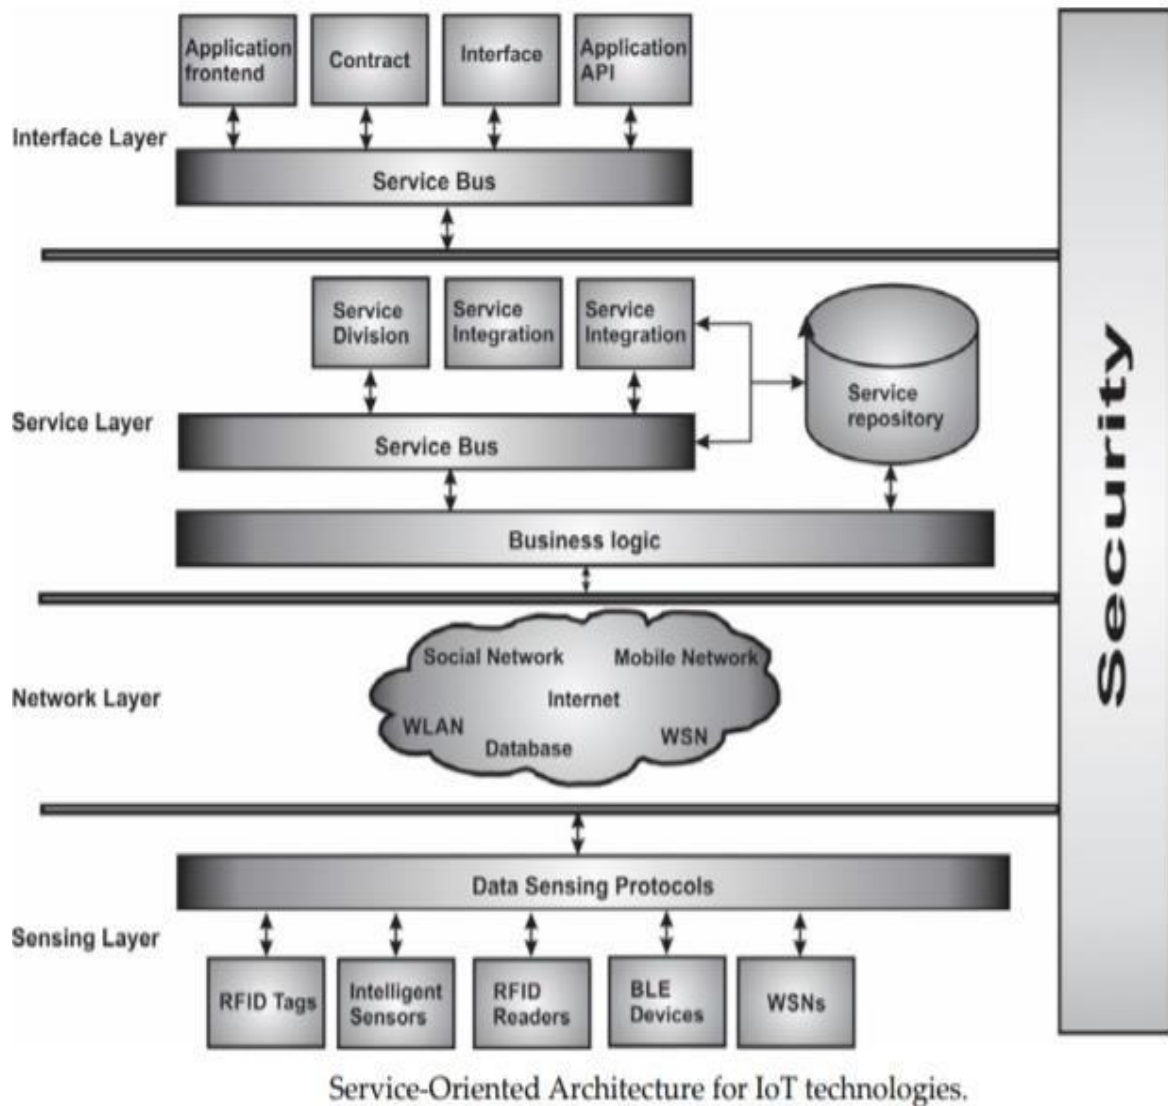 Application
frontend
Contract
Interface
Application
API
Interface Layer
Service Bus
Service
Division
Service
Integration
Service
Integration
Service
repository
Service Layer
Service Bus
Business logic
Social Network
Mobile Network
Internet
Network Layer
WLAN
WSN
Database
Data Sensing Protocols
Sensing Layer
RFID Tags
Intelligent
Sensors
RFID
Readers
BLE
Devices
WSNs
Security
Service-Oriented Architecture for IoT technologies.